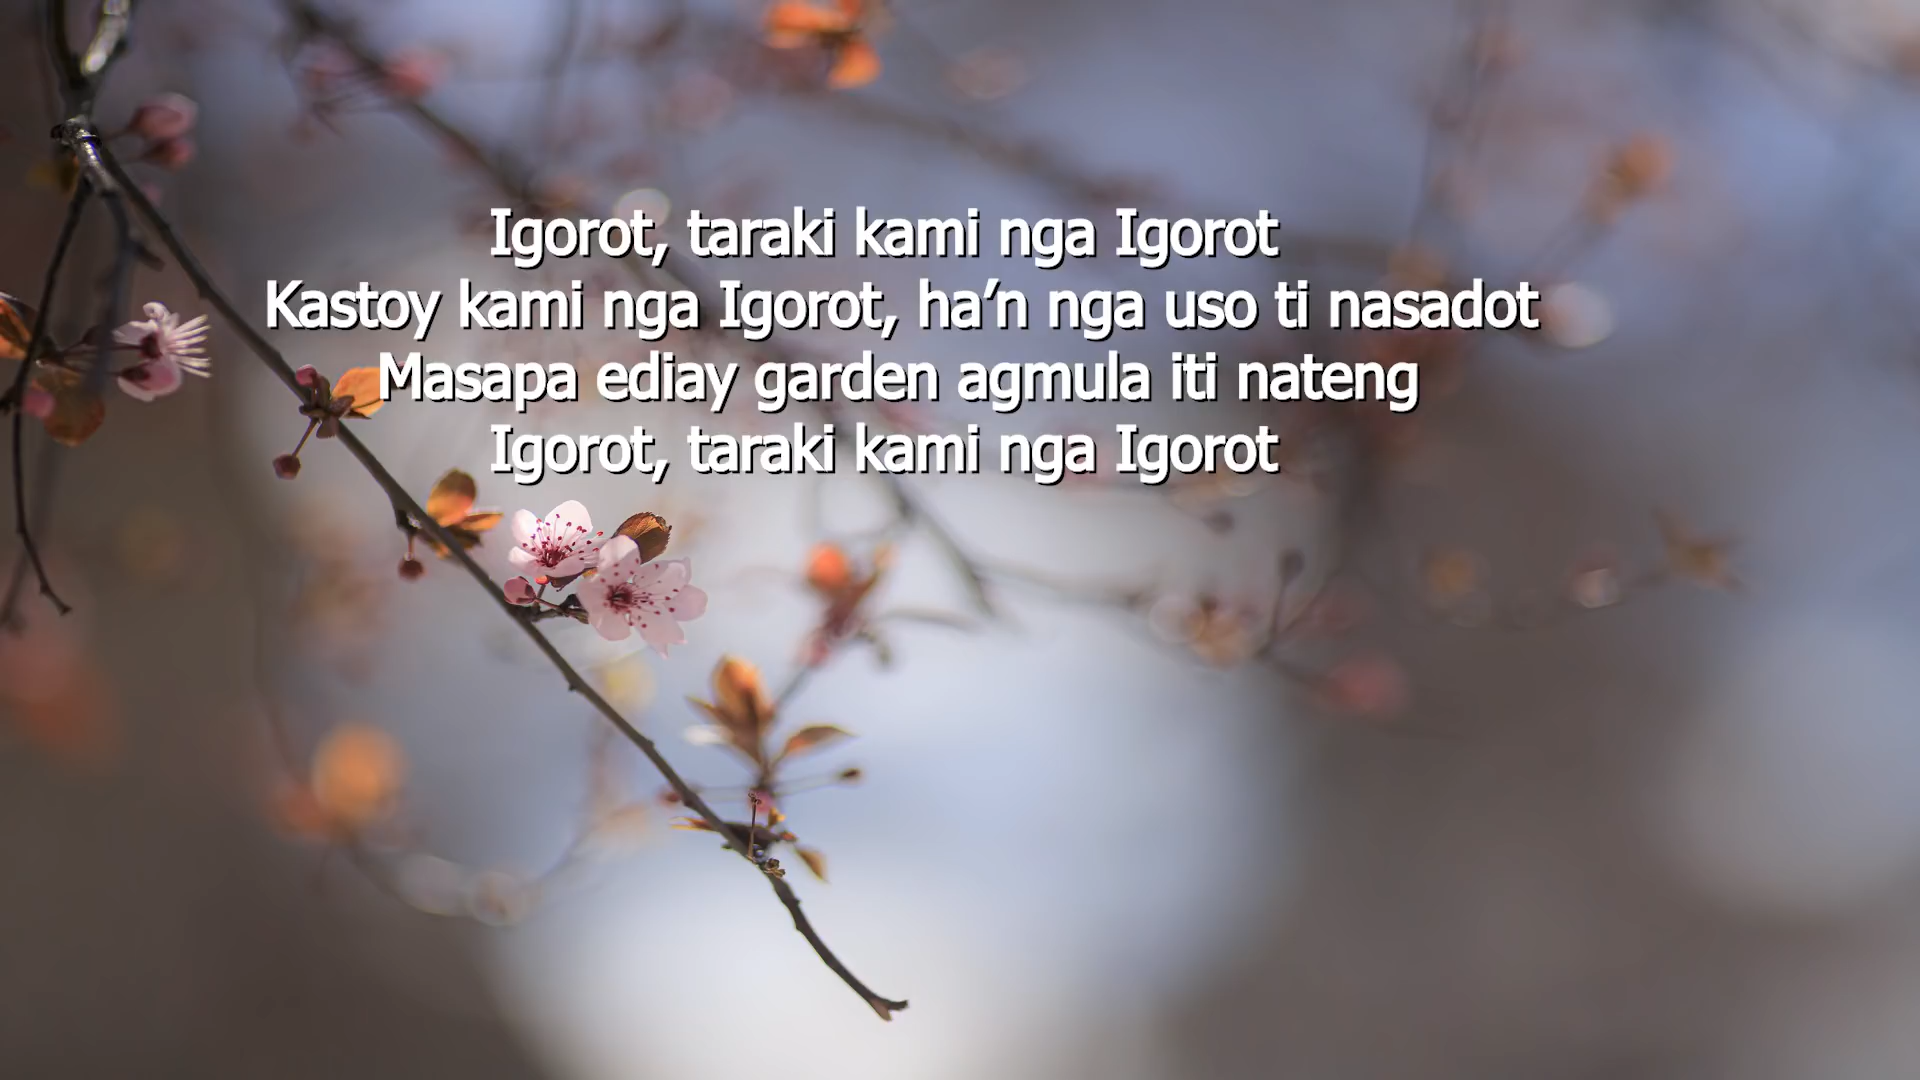 Igorot, taraki kami nga Igorot
Kastoy kami nga Igorot, ha’n nga uso ti nasadot
Masapa ediay garden agmula iti nateng
Igorot, taraki kami nga Igorot